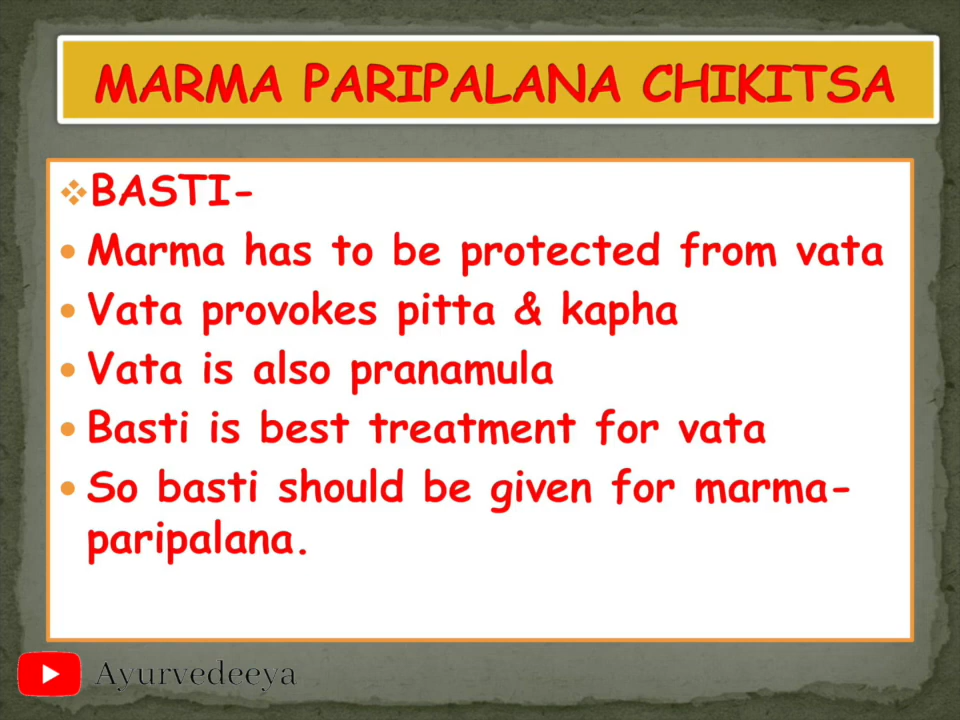 MARMA PARIPALANA CHIKITSA
BASTI-
Marma has to be protected from vata
Vata provokes pitta & kapha
Vata is also pranamula
Basti is best treatment for vata
So basti should be given for marma-
paripalana.
Ayurvedeeya